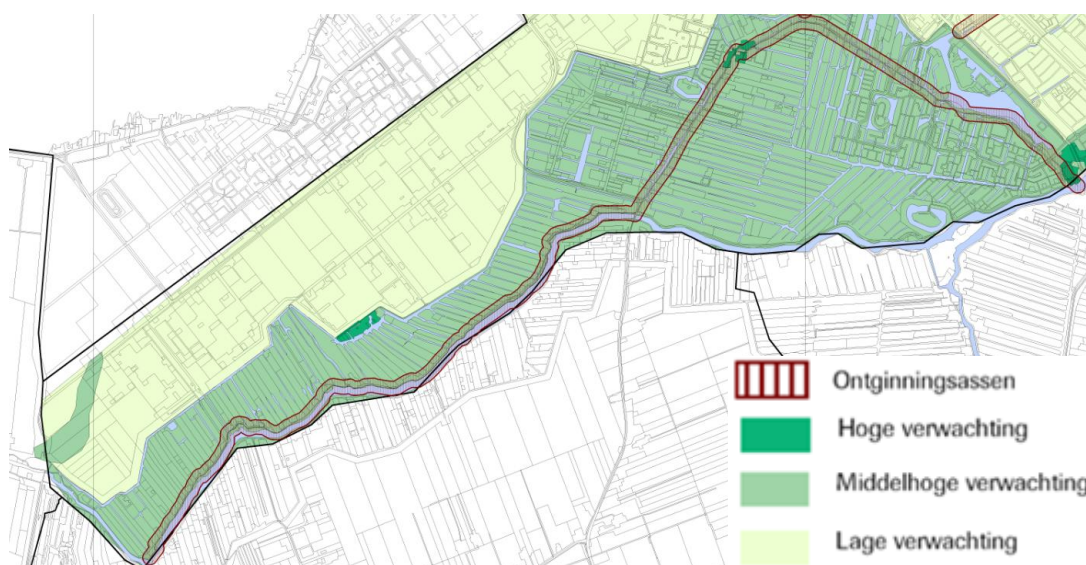 Ontginningsassen
Hoge verwachting
Middelhoge verwachting
Lage verwachting